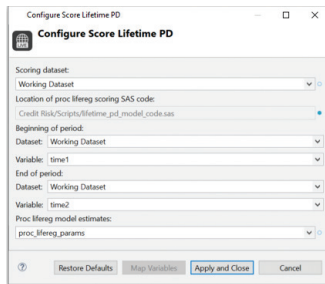 Configure Score Lifetime PD
Configure Score Lifetime PD
Scoring dataset:
Working Dataset
Location of proc lifereg scoring SAS code:
Credit Risk/Scripts/lifetime_pd_model_code.sas
Beginning of period:
Dataset: Working Dataset
Variable: time1
End of period:
Dataset: Working Dataset
Variable: time2
Proc lifereg model estimates:
proc_lifereg_params
Restore Defaults Map Variables Apply and Close Cancel